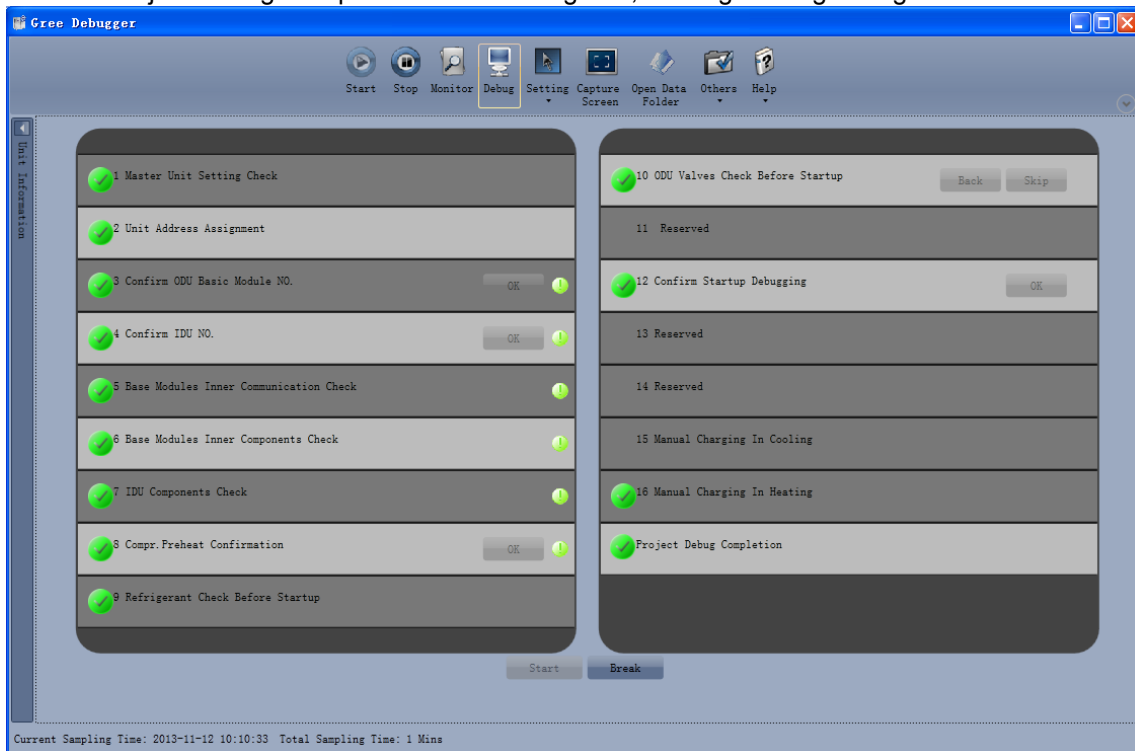 Gree Debugger
Start Stop Monitor Debug Setting Capture Screen Open Data Folder Others Help
Unit Information
1 Master Unit Setting Check
2 Unit Address Assignment
3 Confirm ODU Basic Module NO. OK
4 Confirm IDU NO. OK
5 Base Modules Inner Communication Check
6 Base Modules Inner Components Check
7 IDU Components Check
8 Compr.Preheat Confirmation OK
9 Refrigerant Check Before Startup
10 ODU Valves Check Before Startup Back Skip
11 Reserved
12 Confirm Startup Debugging OK
13 Reserved
14 Reserved
15 Manual Charging In Cooling
16 Manual Charging In Heating
Project Debug Completion
Start Break
Current Sampling Time: 2013-11-12 10:10:33 Total Sampling Time: 1 Mins